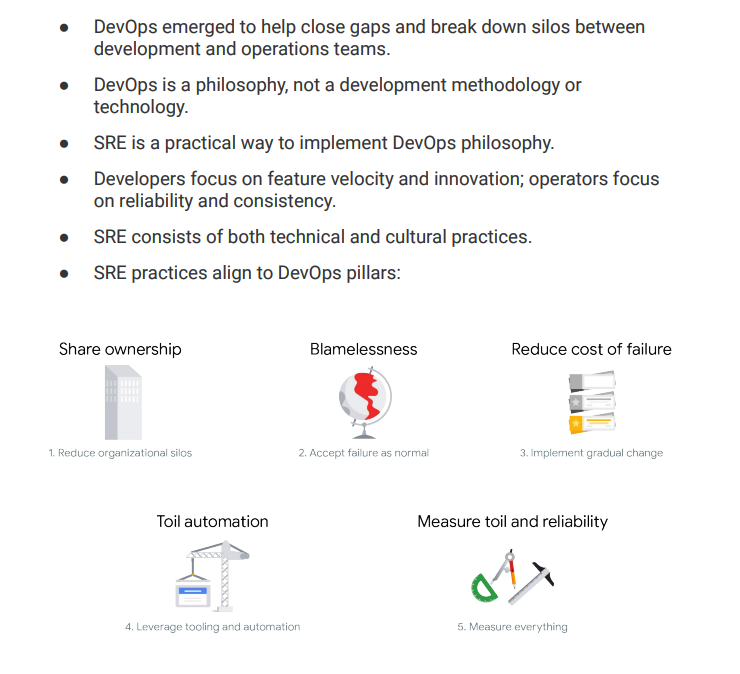 ● DevOps emerged to help close gaps and break down silos between
development and operations teams.
● DevOps is a philosophy, not a development methodology or
technology.
● SRE is a practical way to implement DevOps philosophy.
● Developers focus on feature velocity and innovation; operators focus
on reliability and consistency.
● SRE consists of both technical and cultural practices.
● SRE practices align to DevOps pillars:
Share ownership
1. Reduce organizational silos
Blamelessness
2. Accept failure as normal
Reduce cost of failure
3. Implement gradual change
Toil automation
4. Leverage tooling and automation
Measure toil and reliability
5. Measure everything